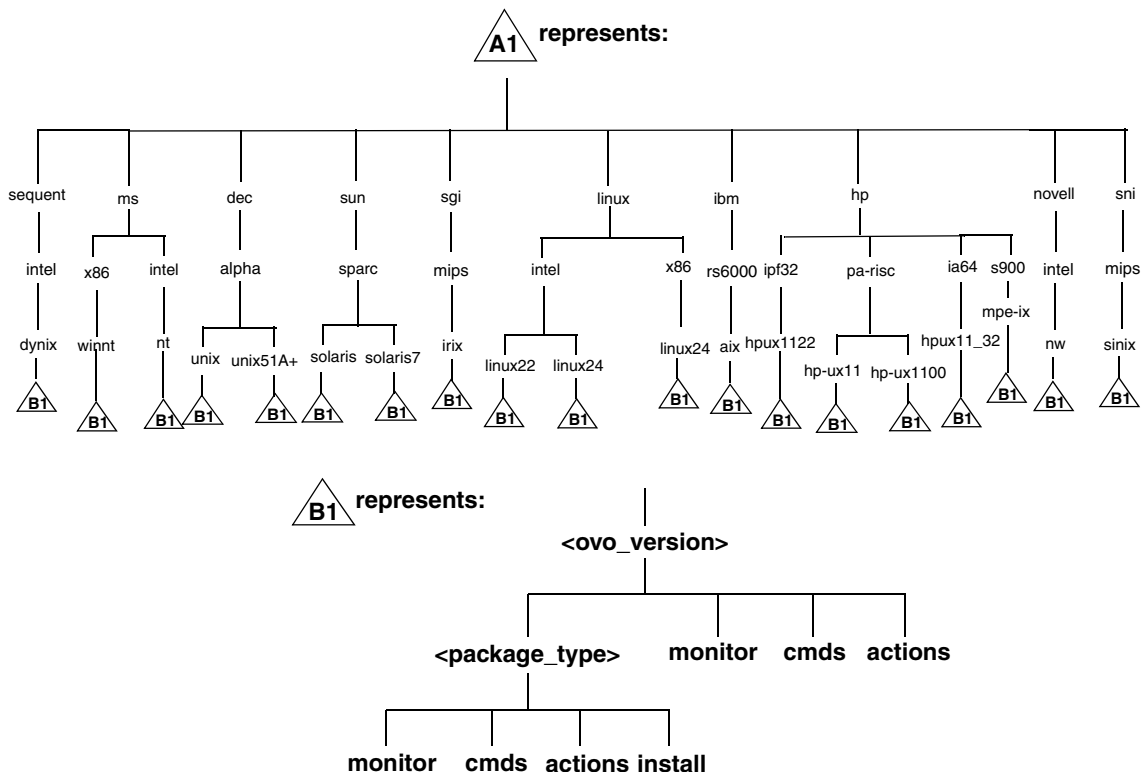 A1 represents:
sequent ms dec sun sgi linux ibm hp novell sni
intel x86 intel alpha sparc mips intel x86 rs6000 ipf32 pa-risc ia64 s900 intel mips
mpe-ix
dynix winnt nt unix unix51A+ solaris solaris7 irix linux22 linux24 linux24 aix hpux1122 hp-ux11 hp-ux1100 hpux11_32 nw sinix
B1 B1 B1 B1 B1 B1 B1 B1 B1 B1 B1 B1 B1 B1 B1 B1 B1 B1 B1
B1 represents:
<ovo_version>
<package_type> monitor cmds actions
monitor cmds actions install